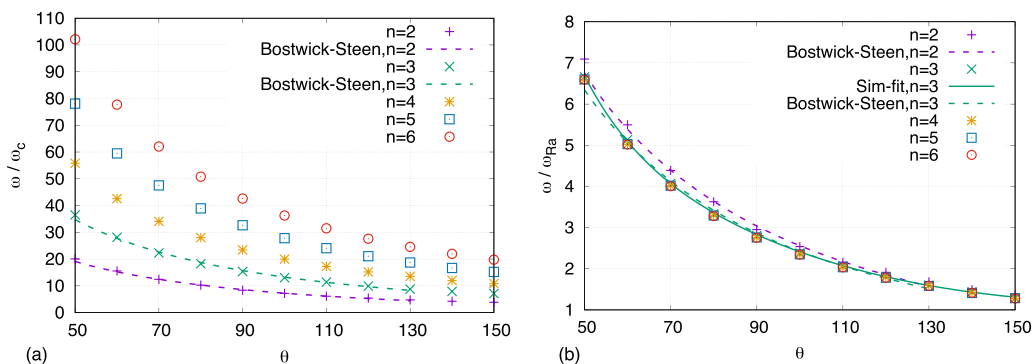 110
100
90
80
70
60
50
40
30
20
10
0
ω / ω_c
50 70 90 110 130 150
θ
(a)
n=2
Bostwick-Steen,n=2
n=3
Bostwick-Steen,n=3
n=4
n=5
n=6
8
7
6
5
4
3
2
1
ω / ω_Ra
50 70 90 110 130 150
θ
(b)
n=2
Bostwick-Steen,n=2
n=3
Sim-fit,n=3
Bostwick-Steen,n=3
n=4
n=5
n=6